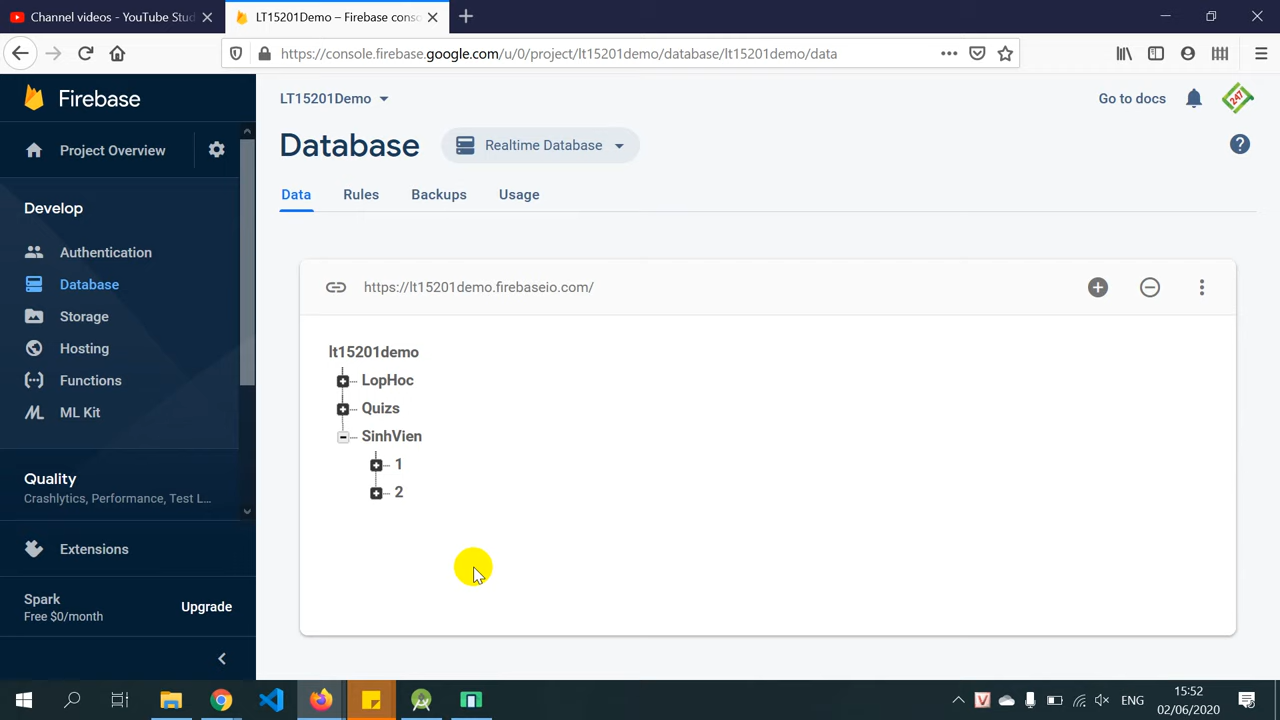 Channel videos - YouTube Stud
LT15201Demo – Firebase conso
https://console.firebase.google.com/u/0/project/lt15201demo/database/lt15201demo/data
Firebase
LT15201Demo
Go to docs
247
Project Overview
Database
Realtime Database
Develop
Data
Rules
Backups
Usage
Authentication
Database
https://lt15201demo.firebaseio.com/
Storage
Hosting
lt15201demo
Functions
LopHoc
ML Kit
Quizs
SinhVien
1
Quality
Crashlytics, Performance, Test L...
2
Extensions
Spark
Free $0/month
Upgrade
ENG
15:52
02/06/2020